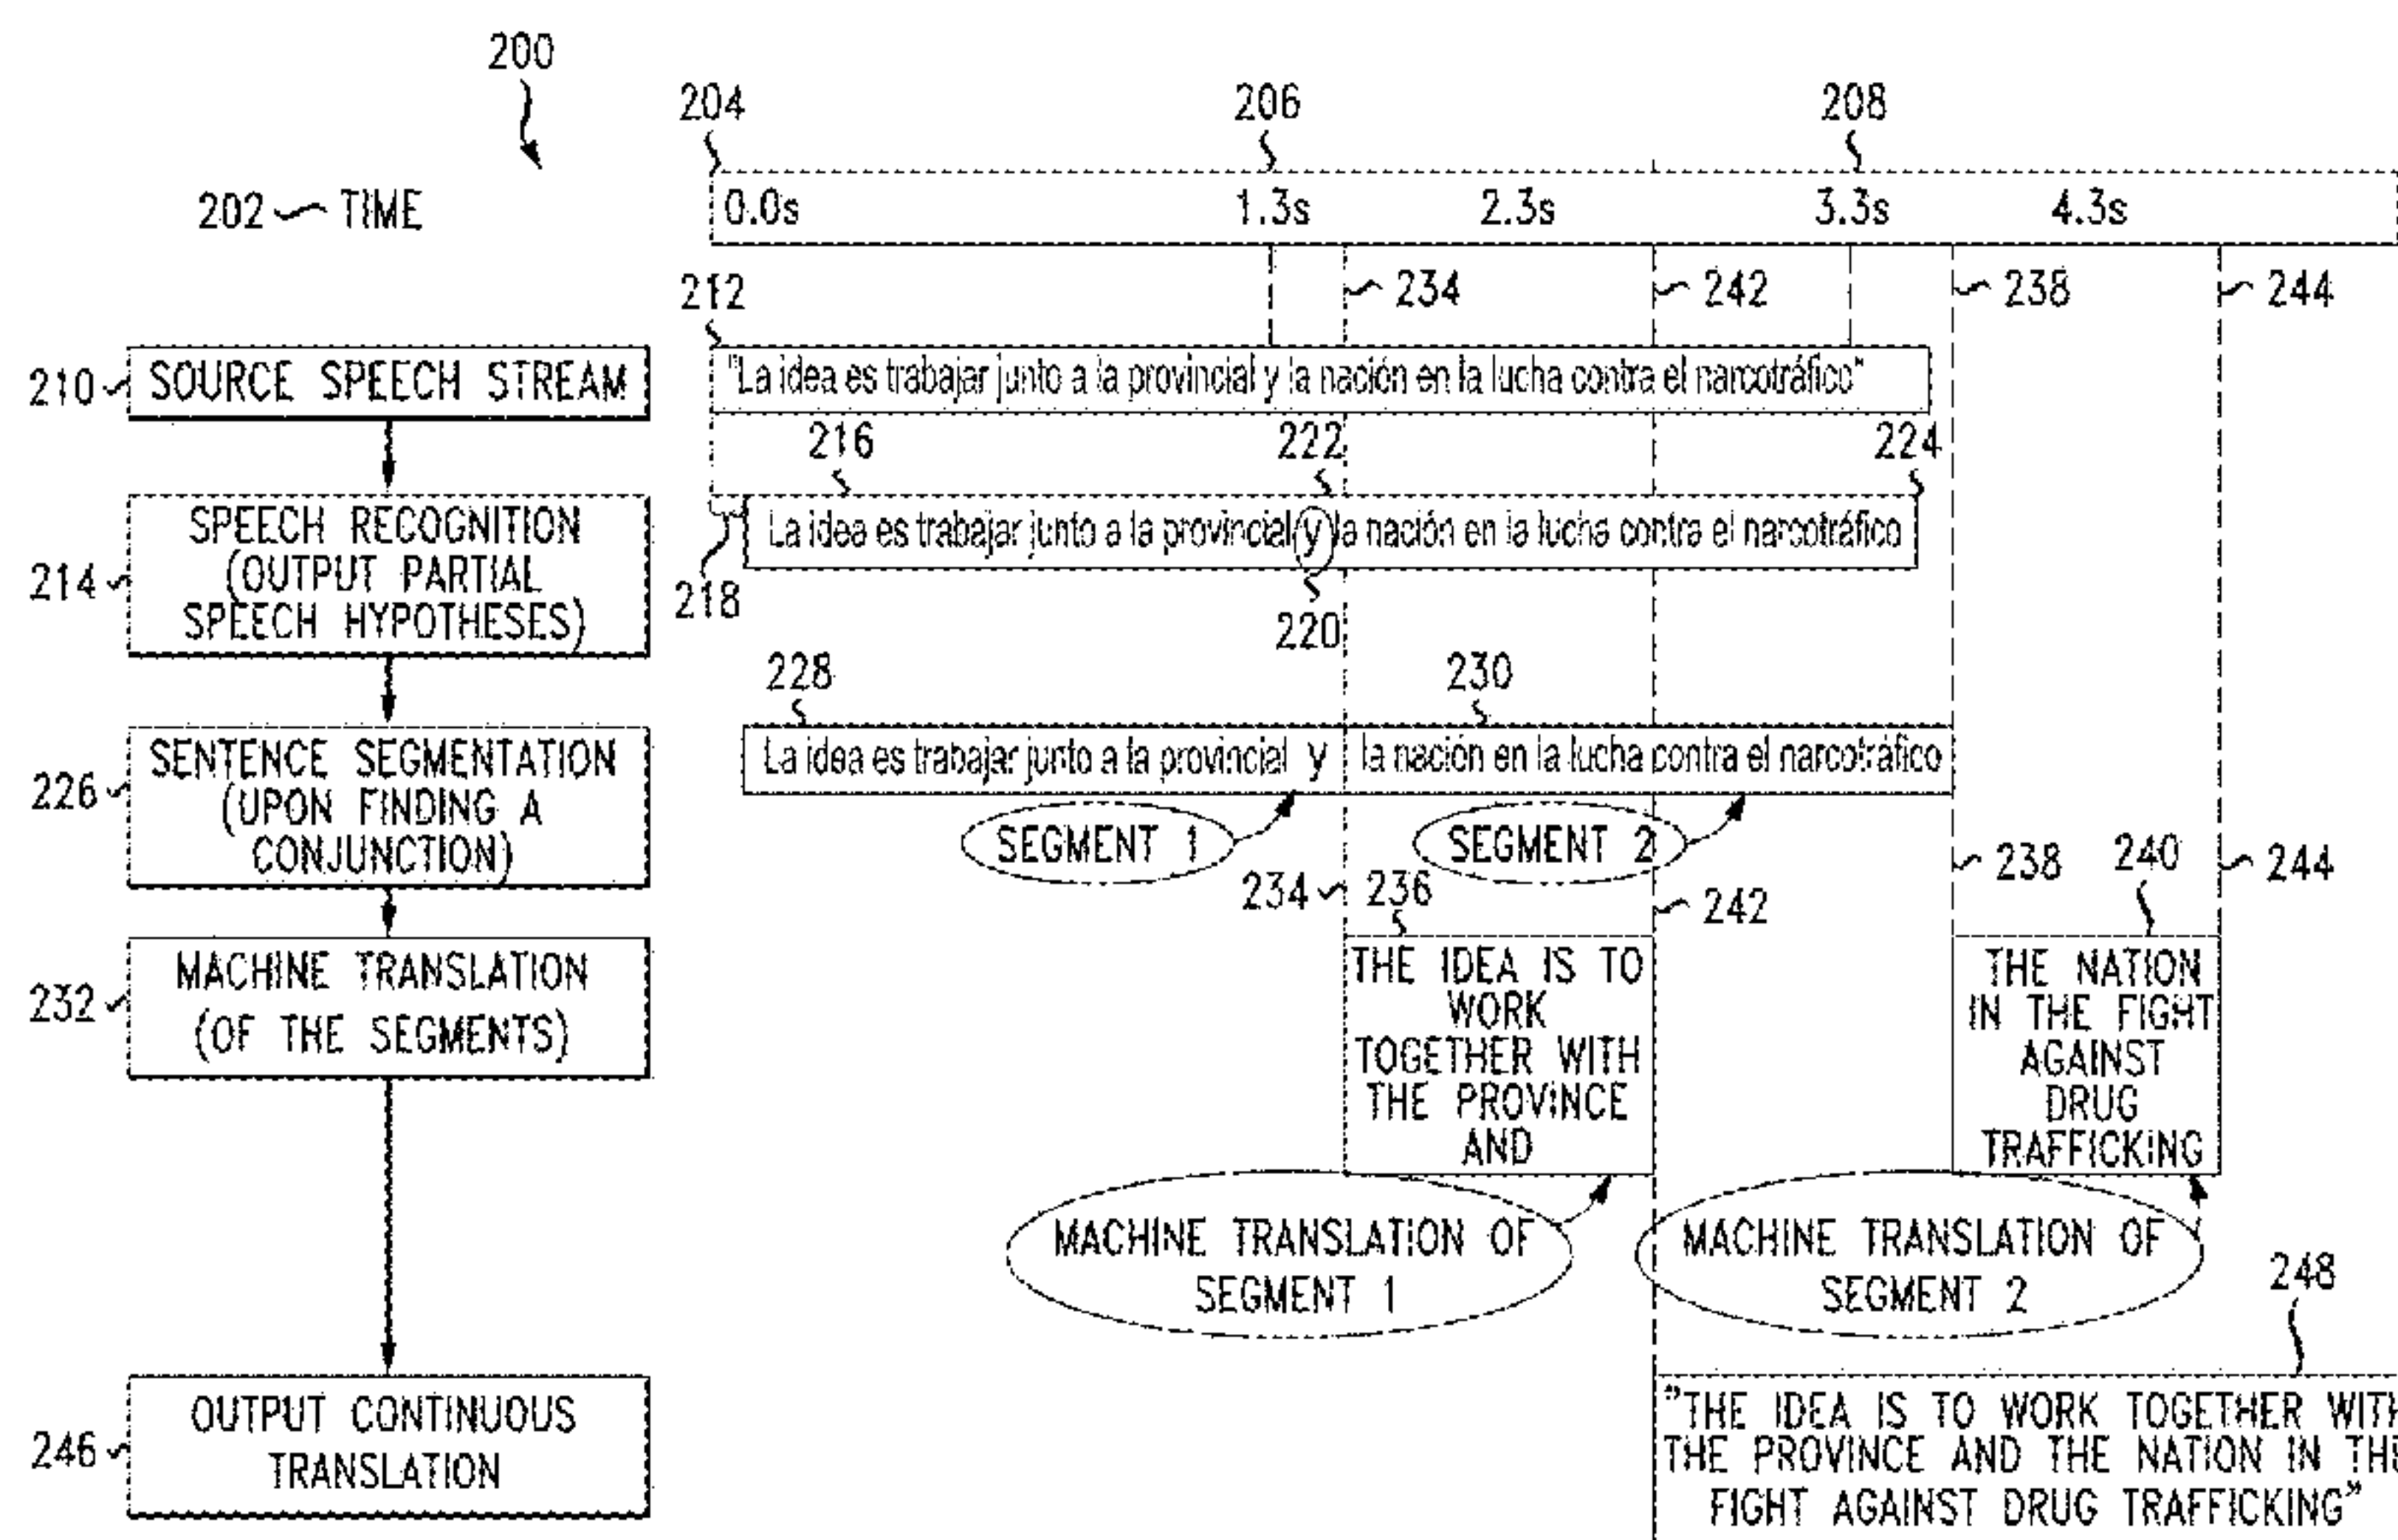 200
204 206 208
202 TIME
0.0s 1.3s 2.3s 3.3s 4.3s
212 234 242 238 244
210 SOURCE SPEECH STREAM
"La idea es trabajar junto a la provincial y la nación en la lucha contra el narcotráfico"
216 222 224
214 SPEECH RECOGNITION
(OUTPUT PARTIAL
SPEECH HYPOTHESES)
La idea es trabajar junto a la provincial y la nación en la lucha contra el narcotráfico
218 220
228 230
226 SENTENCE SEGMENTATION
(UPON FINDING A
CONJUNCTION)
La idea es trabajar junto a la provincial y la nación en la lucha contra el narcotráfico
SEGMENT 1 SEGMENT 2
234 236 242 238 240 244
232 MACHINE TRANSLATION
(OF THE SEGMENTS)
THE IDEA IS TO
WORK
TOGETHER WITH
THE PROVINCE
AND
THE NATION
IN THE FIGHT
AGAINST
DRUG
TRAFFICKING
MACHINE TRANSLATION OF
SEGMENT 1
MACHINE TRANSLATION OF
SEGMENT 2
248
246 OUTPUT CONTINUOUS
TRANSLATION
"THE IDEA IS TO WORK TOGETHER WITH
THE PROVINCE AND THE NATION IN THE
FIGHT AGAINST DRUG TRAFFICKING"